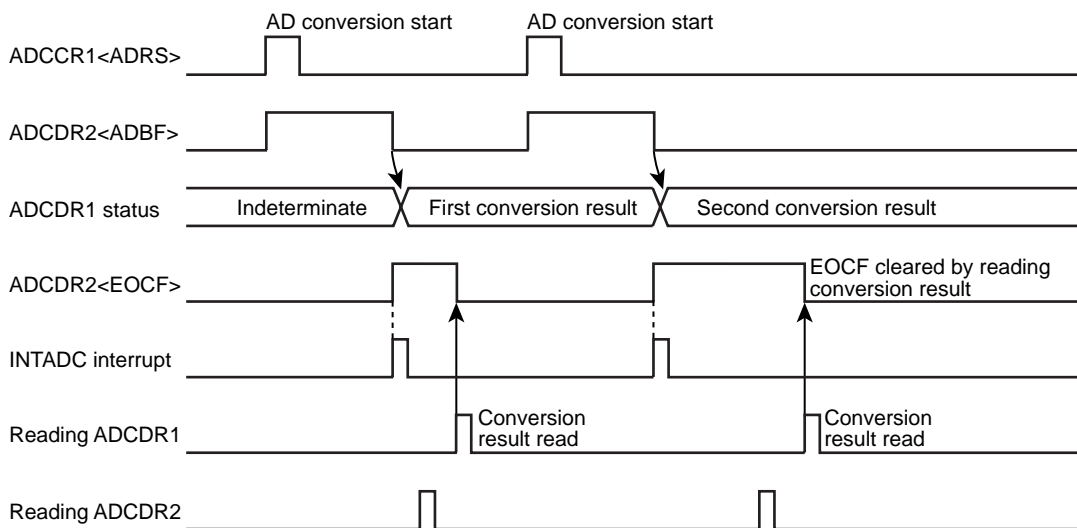 AD conversion start AD conversion start
ADCCR1<ADRS>
ADCDR2<ADBF>
ADCDR1 status Indeterminate First conversion result Second conversion result
ADCDR2<EOCF> EOCF cleared by reading
conversion result
INTADC interrupt
Reading ADCDR1 Conversion Conversion
result read result read
Reading ADCDR2